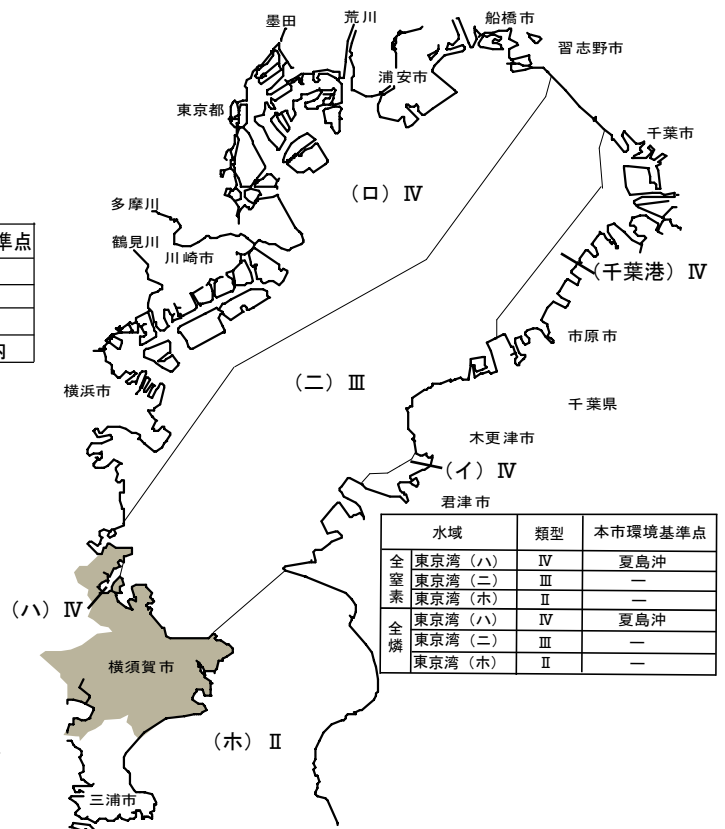 墨田
荒川
船橋市
習志野市
浦安市
東京都
千葉市
(ロ) Ⅳ
多摩川
準点
鶴見川
川崎市
(千葉港) Ⅳ
内
市原市
横浜市
(二) Ⅲ
千葉県
木更津市
(イ) Ⅳ
君津市
水域 類型 本市環境基準点
全窒素 東京湾 (ハ) Ⅳ 夏島沖
東京湾 (ニ) Ⅲ ―
東京湾 (ホ) Ⅱ ―
全燐 東京湾 (ハ) Ⅳ 夏島沖
東京湾 (ニ) Ⅲ ―
東京湾 (ホ) Ⅱ ―
(ハ) Ⅳ
横須賀市
(ホ) Ⅱ
三浦市